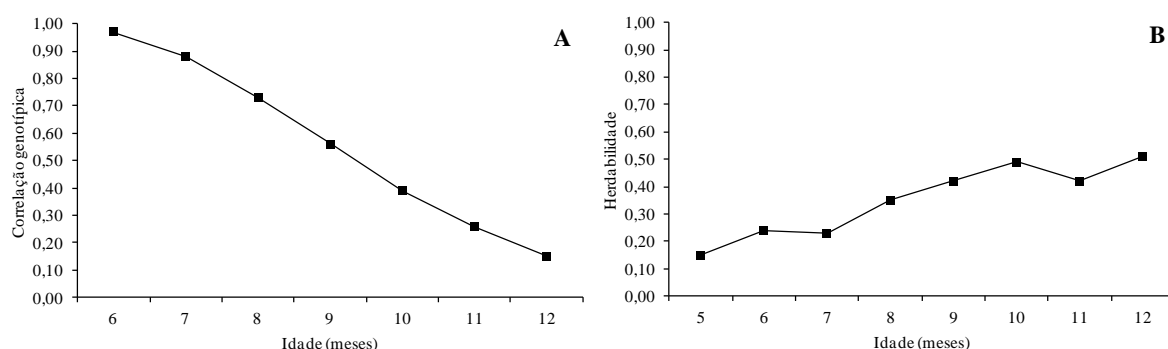 A
Correlação genotípica
1,00
0,90
0,80
0,70
0,60
0,50
0,40
0,30
0,20
0,10
0,00
6 7 8 9 10 11 12
Idade (meses)
B
Herdabilidade
1,00
0,90
0,80
0,70
0,60
0,50
0,40
0,30
0,20
0,10
0,00
5 6 7 8 9 10 11 12
Idade (meses)